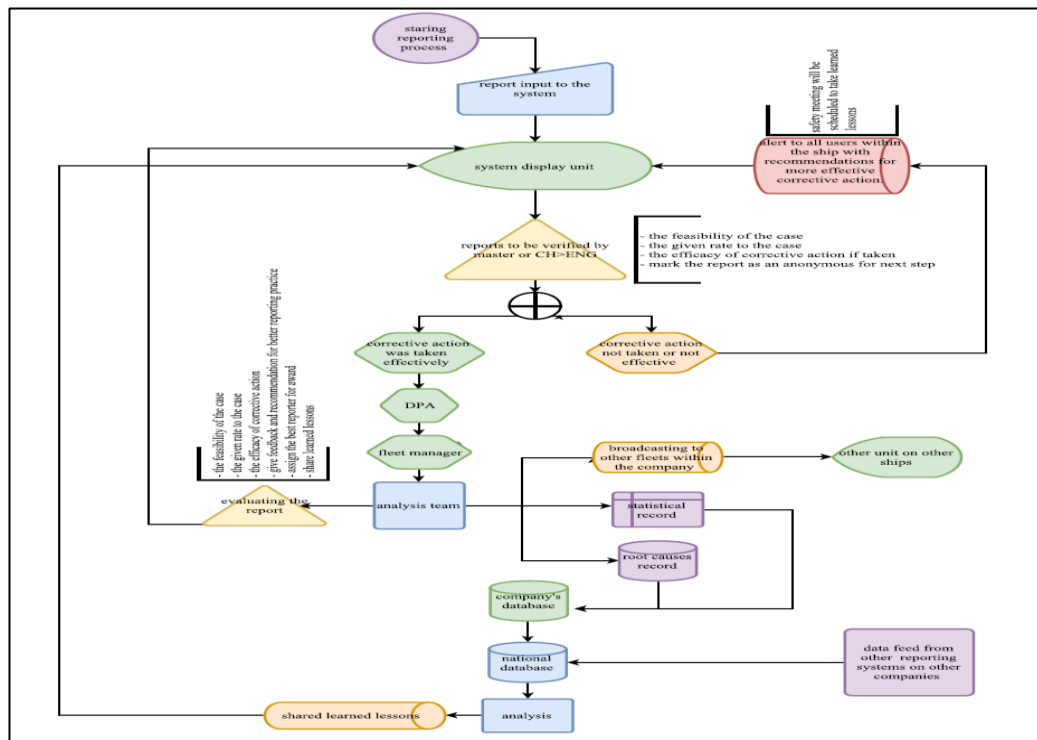 staring
reporting
process
report input to the
system
safety meeting will be
scheduled to take learned
lessons
alert to all users within
the ship with
recommendations for
more effective
corrective action.
system display unit
reports to be verified by
master or CH>ENG
- the feasibility of the case
- the given rate to the case
- the efficacy of corrective action if taken
- mark the report as an anonymous for next step
corrective action
was taken
effectively
corrective action
not taken or not
effective
DPA
fleet manager
- the feasibility of the case
- the given rate to the case
- the efficacy of corrective action
- give feedback and recommendation for better reporting practice
- assign the best reporter for award
- share learned lessons
evaluating the
report
analysis team
broadcasting to
other fleets within
the company
other unit on other
ships
statistical
record
root causes
record
company's
database
national
database
data feed from
other reporting
systems on other
companies
analysis
shared learned lessons